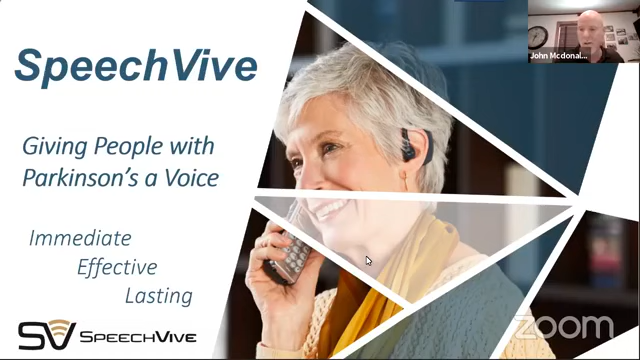 SpeechVive
Giving People with
Parkinson's a Voice
Immediate
Effective
Lasting
SV SPEECHVIVE
John Mcdonal...
zoom